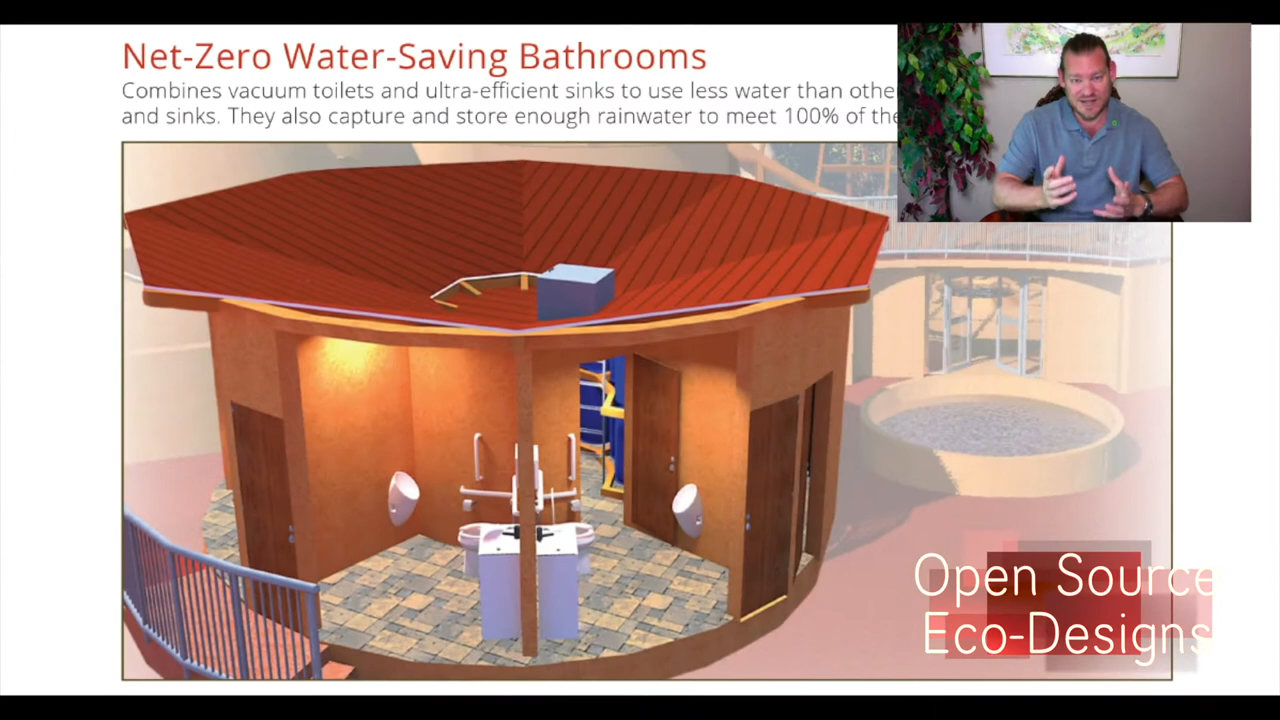 Net-Zero Water-Saving Bathrooms
Combines vacuum toilets and ultra-efficient sinks to use less water than othe
and sinks. They also capture and store enough rainwater to meet 100% of the
Open Source
Eco-Designs